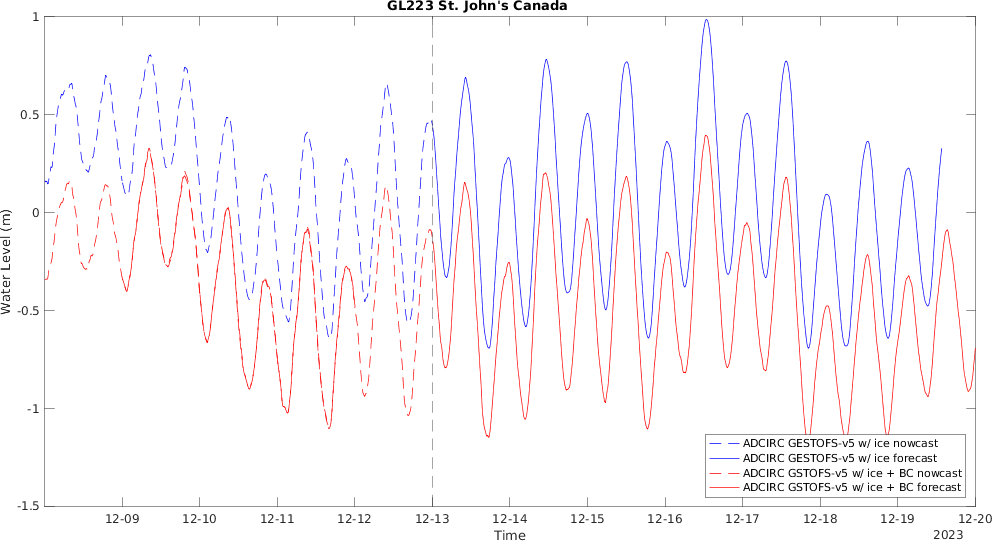 GL223 St. John's Canada
Water Level (m)
1
0.5
0
-0.5
-1
-1.5
ADCIRC GESTOFS-v5 w/ ice nowcast
ADCIRC GESTOFS-v5 w/ ice forecast
ADCIRC GSTOFS-v5 w/ ice + BC nowcast
ADCIRC GSTOFS-v5 w/ ice + BC forecast
12-09 12-10 12-11 12-12 12-13 12-14 12-15 12-16 12-17 12-18 12-19 12-20
Time
2023